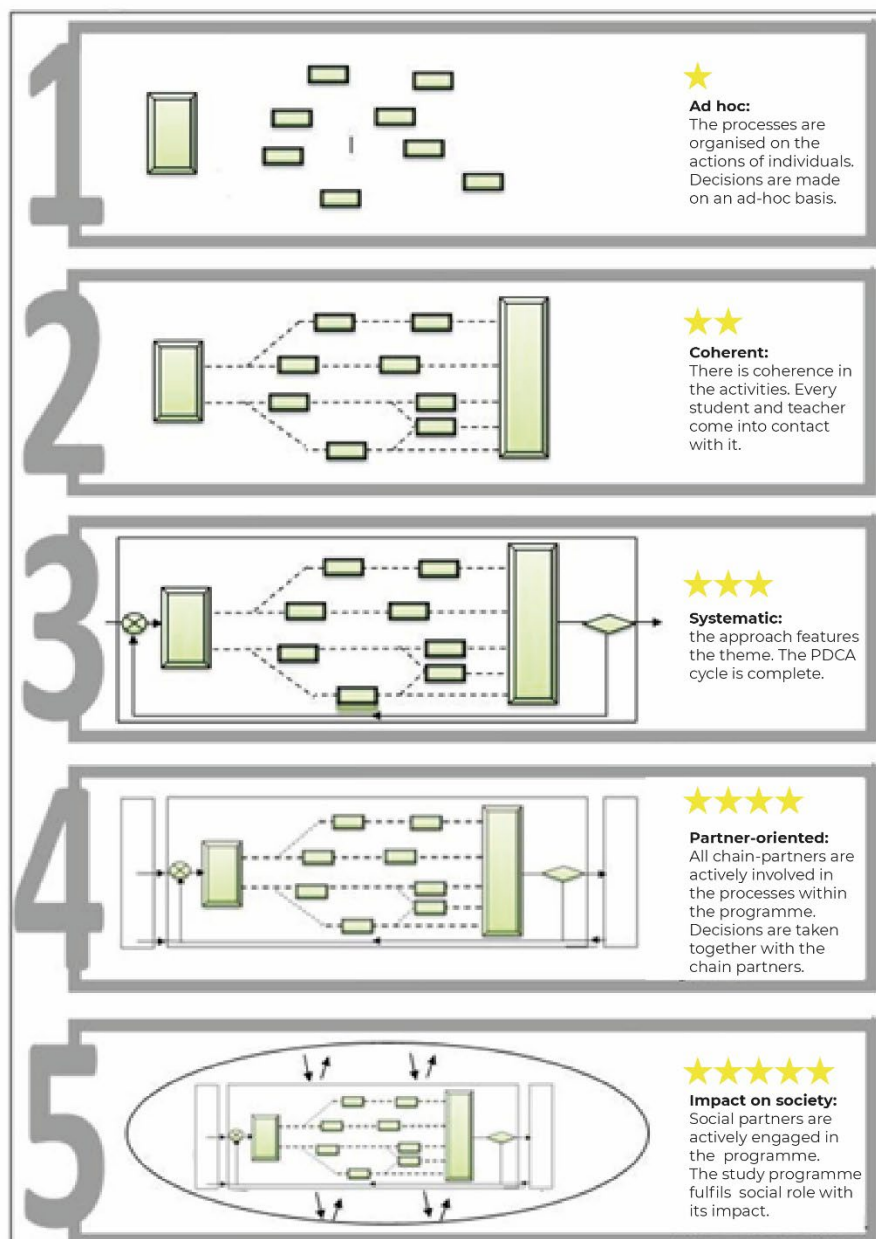 1
Ad hoc:
The processes are
organised on the
actions of individuals.
Decisions are made
on an ad-hoc basis.
2
Coherent:
There is coherence in
the activities. Every
student and teacher
come into contact
with it.
3
Systematic:
the approach features
the theme. The PDCA
cycle is complete.
4
Partner-oriented:
All chain-partners are
actively involved in
the processes within
the programme.
Decisions are taken
together with the
chain partners.
5
Impact on society:
Social partners are
actively engaged in
the programme.
The study programme
fulfils social role with
its impact.